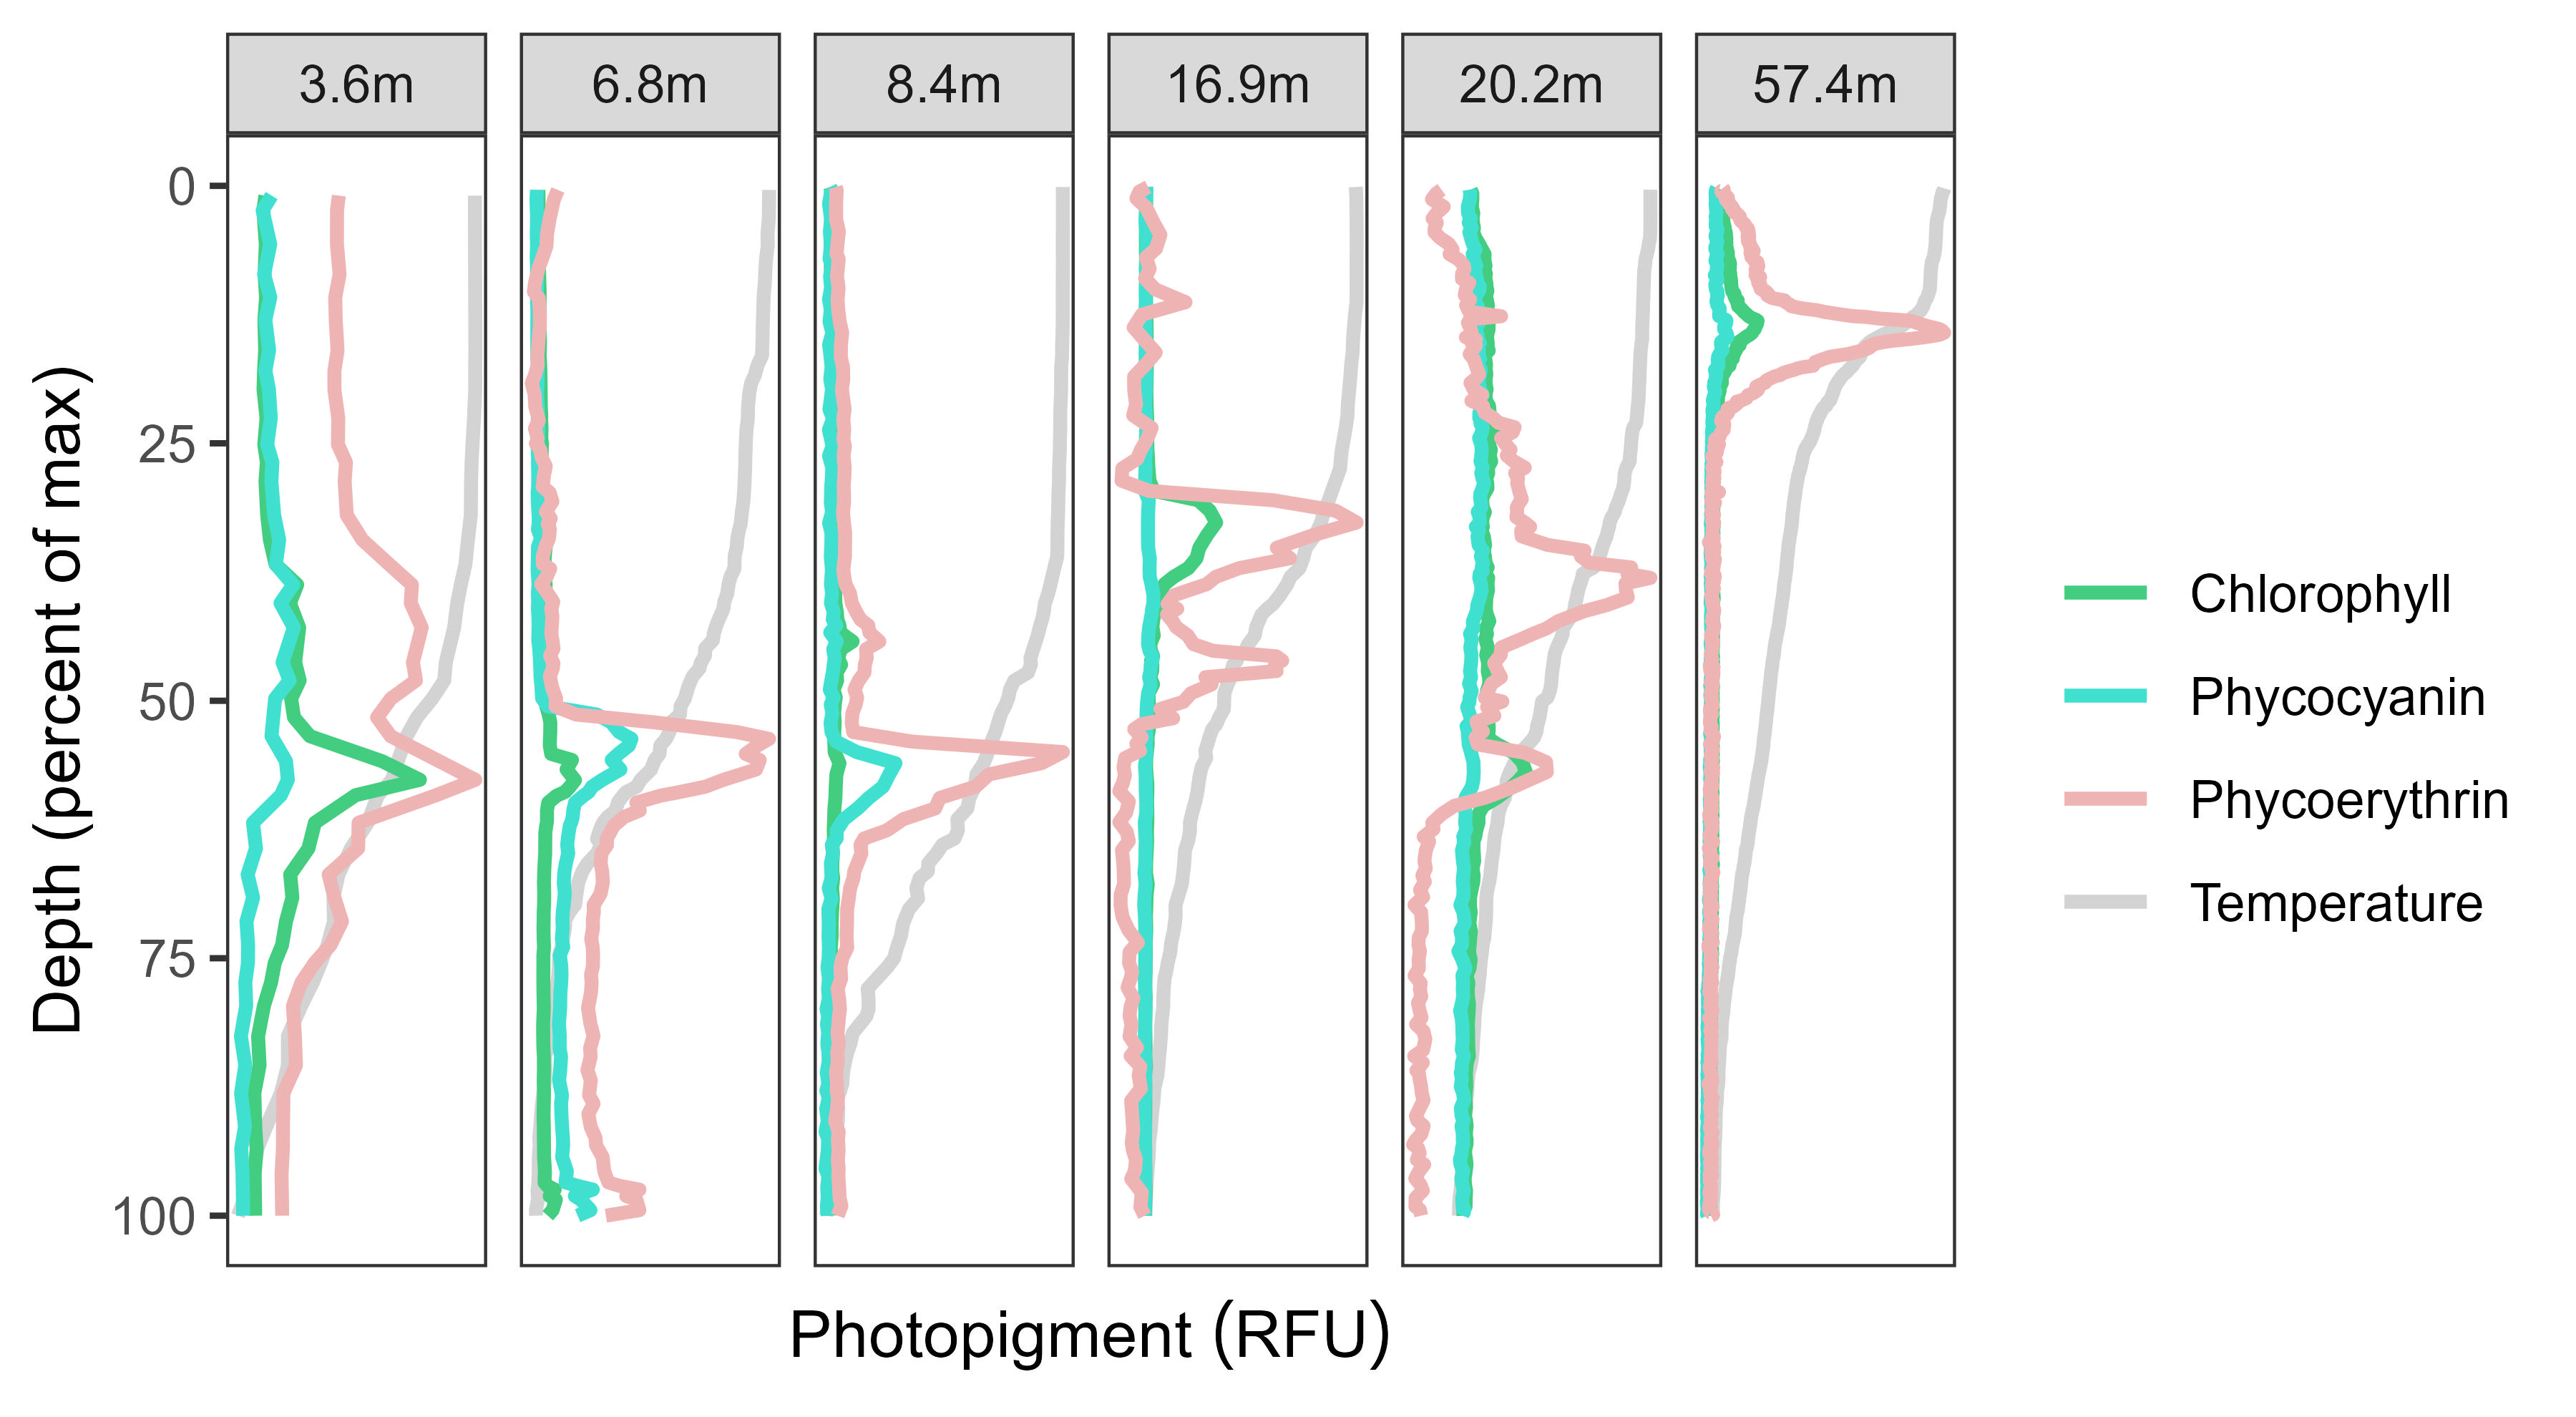 3.6m 6.8m 8.4m 16.9m 20.2m 57.4m
0
25
50
75
100
Depth (percent of max)
Photopigment (RFU)
Chlorophyll
Phycocyanin
Phycoerythrin
Temperature